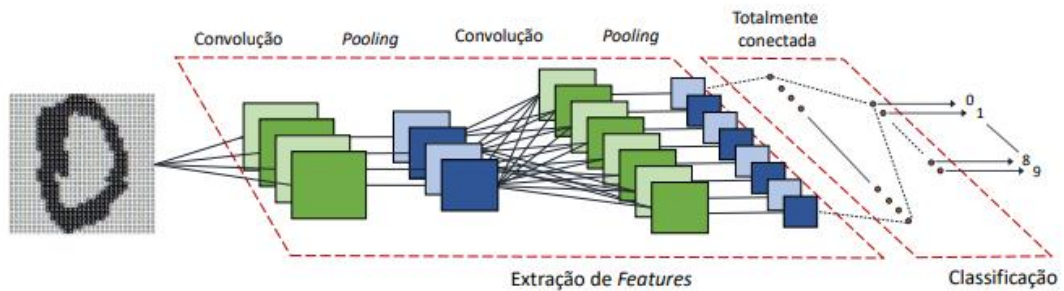 Convolução
Pooling
Convolução
Pooling
Totalmente
conectada
0
1
8
9
Extração de Features
Classificação